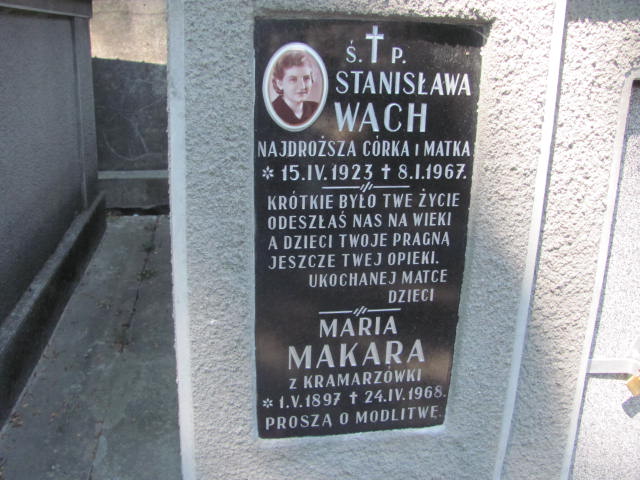 Ś. P.
STANISŁAWA
WACH
NAJDROŻSZA CÓRKA I MATKA
* 15.IV.1923 ✝ 8.I.1967.
KRÓTKIE BYŁO TWE ŻYCIE
ODESZŁAŚ NAS NA WIEKI
A DZIECI TWOJE PRAGNĄ
JESZCZE TWEJ OPIEKI.
UKOCHANEJ MATCE
DZIECI
MARIA
MAKARA
Z KRAMARZÓWKI
* 1.V.1897 ✝ 24.IV.1968.
PROSZĄ O MODLITWĘ.